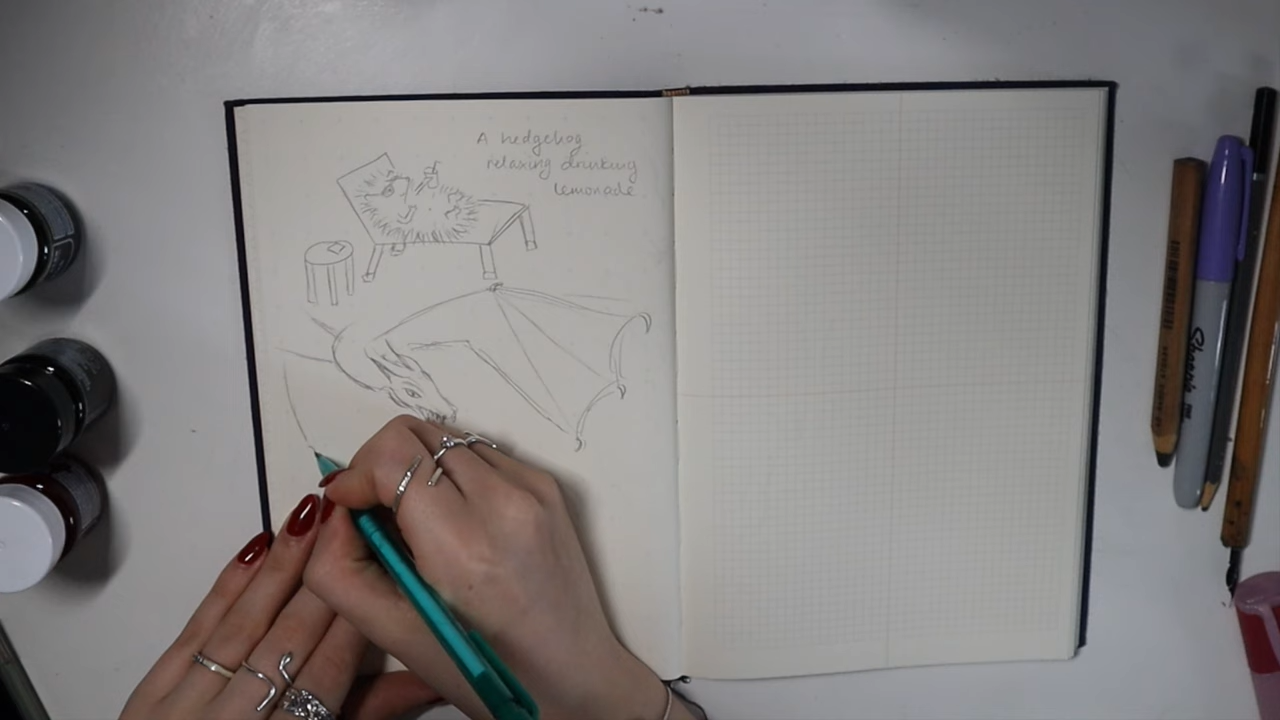 A hedgehog
relaxing drinking
lemonade
Sharpie